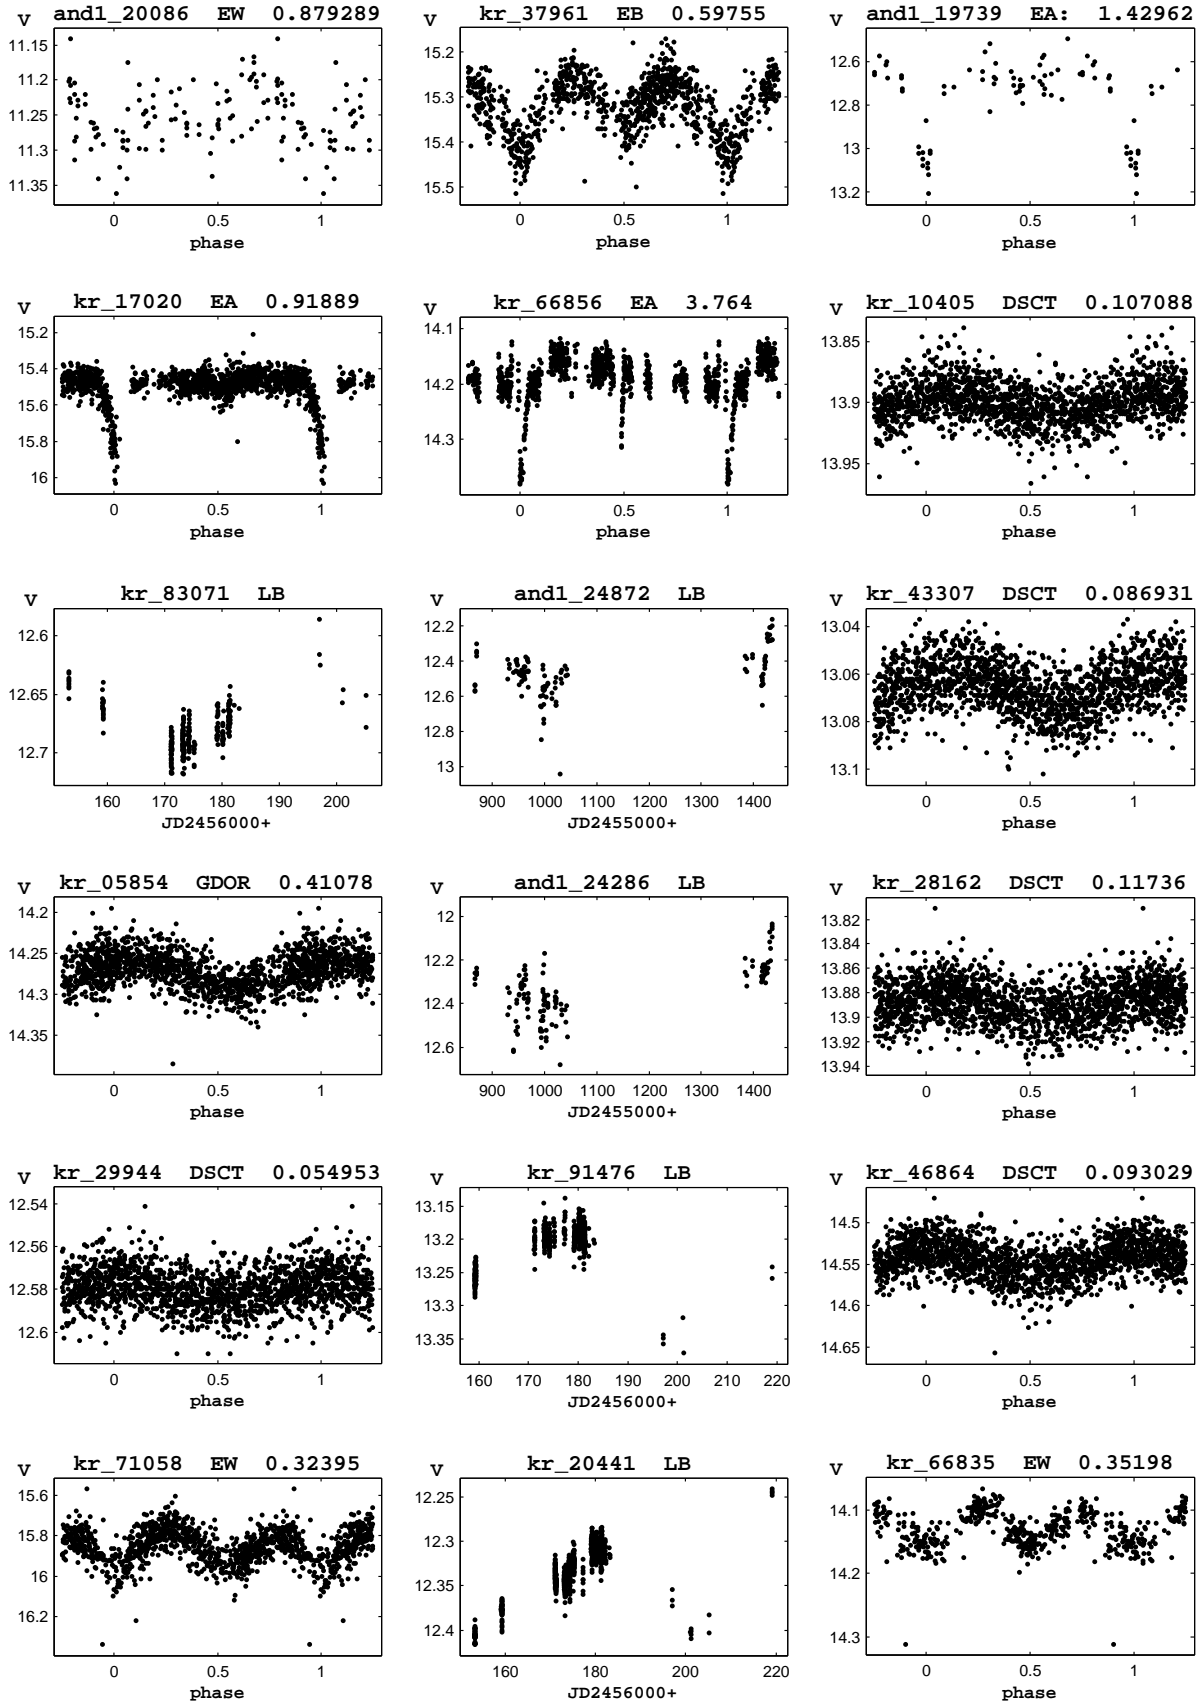 and1_20086 EW 0.879289
V
11.15
11.2
11.25
11.3
11.35
0 0.5 1
phase
kr_37961 EB 0.59755
V
15.2
15.3
15.4
15.5
0 0.5 1
phase
and1_19739 EA: 1.42962
V
12.6
12.8
13
13.2
0 0.5 1
phase
kr_17020 EA 0.91889
V
15.2
15.4
15.6
15.8
16
0 0.5 1
phase
kr_66856 EA 3.764
V
14.1
14.2
14.3
0 0.5 1
phase
kr_10405 DSCT 0.107088
V
13.85
13.9
13.95
0 0.5 1
phase
kr_83071 LB
V
12.6
12.65
12.7
160 170 180 190 200
JD2456000+
and1_24872 LB
V
12.2
12.4
12.6
12.8
13
900 1000 1100 1200 1300 1400
JD2455000+
kr_43307 DSCT 0.086931
V
13.04
13.06
13.08
13.1
0 0.5 1
phase
kr_05854 GDOR 0.41078
V
14.2
14.25
14.3
14.35
0 0.5 1
phase
and1_24286 LB
V
12
12.2
12.4
12.6
900 1000 1100 1200 1300 1400
JD2455000+
kr_28162 DSCT 0.11736
V
13.82
13.84
13.86
13.88
13.9
13.92
13.94
0 0.5 1
phase
kr_29944 DSCT 0.054953
V
12.54
12.56
12.58
12.6
0 0.5 1
phase
kr_91476 LB
V
13.15
13.2
13.25
13.3
13.35
160 170 180 190 200 210 220
JD2456000+
kr_46864 DSCT 0.093029
V
14.5
14.55
14.6
14.65
0 0.5 1
phase
kr_71058 EW 0.32395
V
15.6
15.8
16
16.2
0 0.5 1
phase
kr_20441 LB
V
12.25
12.3
12.35
12.4
160 180 200 220
JD2456000+
kr_66835 EW 0.35198
V
14.1
14.2
14.3
0 0.5 1
phase